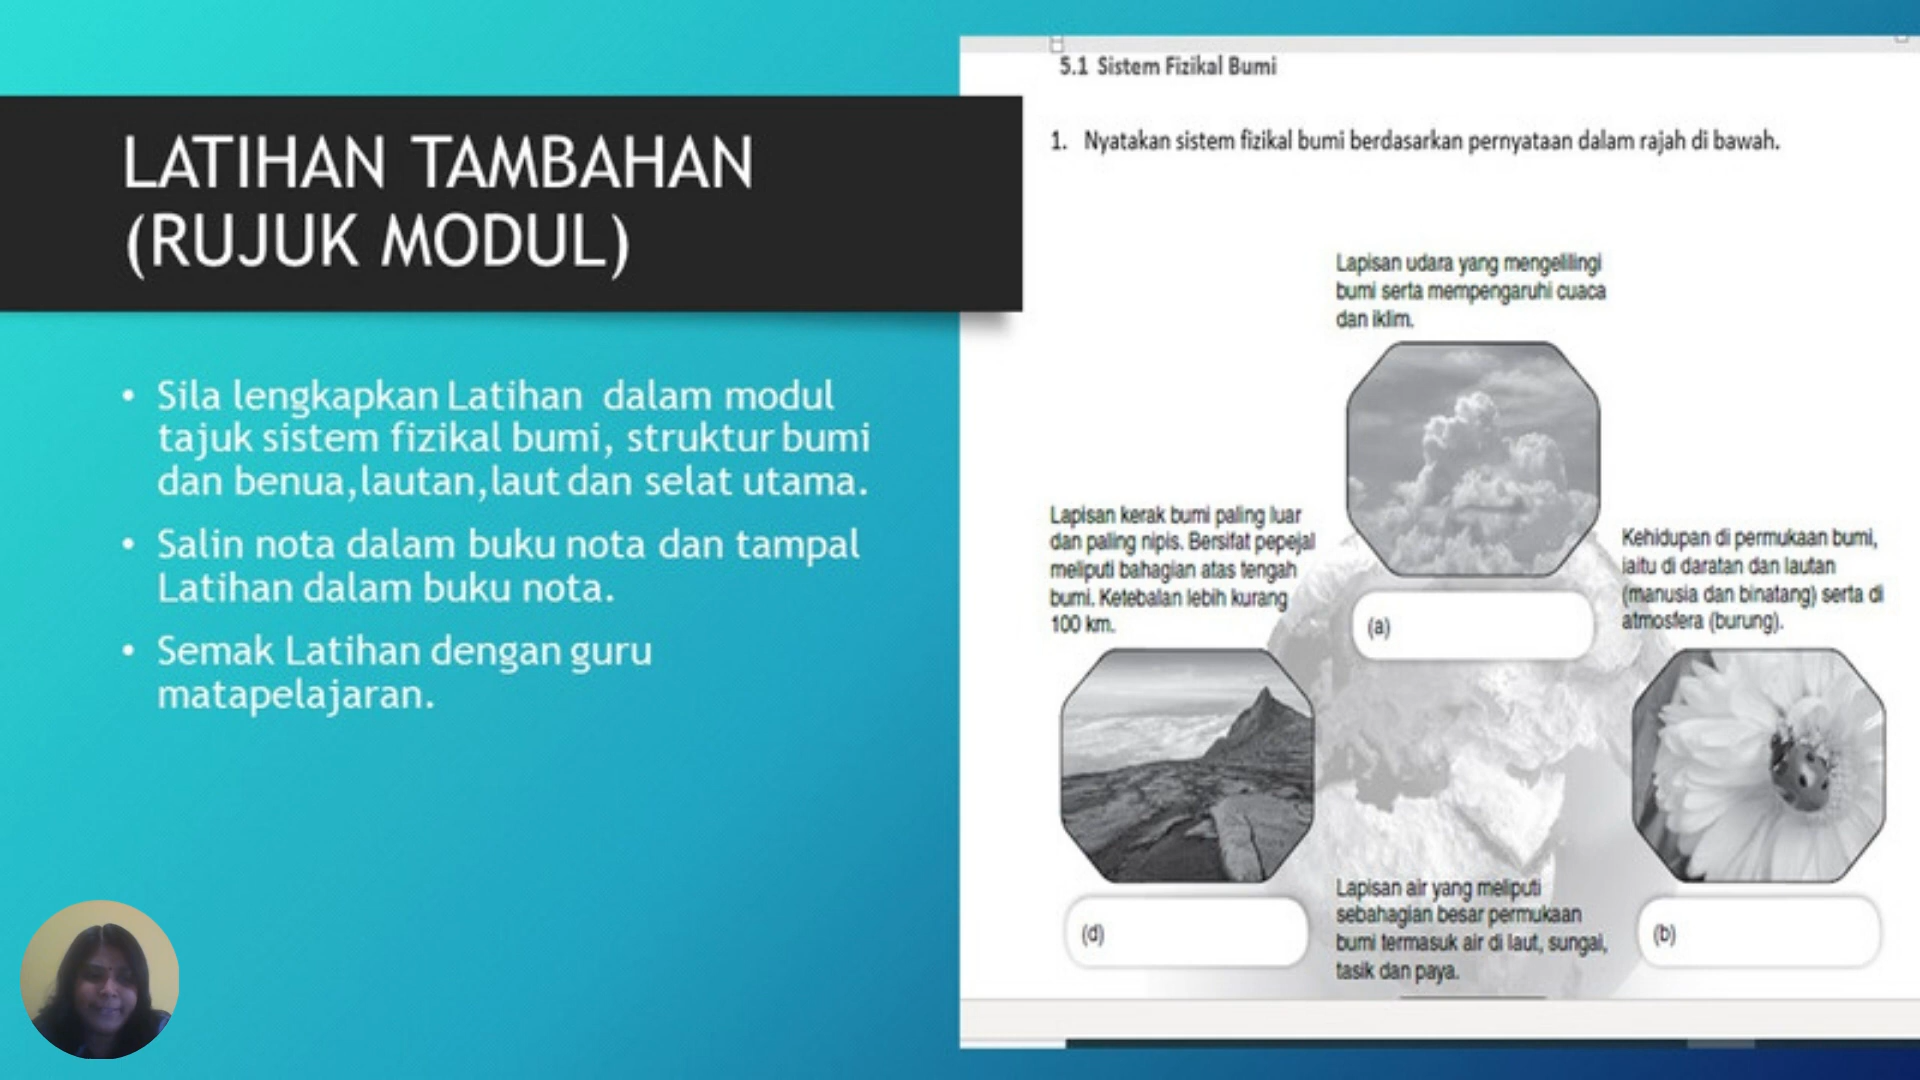 LATIHAN TAMBAHAN
(RUJUK MODUL)
• Sila lengkapkan Latihan dalam modul
tajuk sistem fizikal bumi, struktur bumi
dan benua,lautan,laut dan selat utama.
• Salin nota dalam buku nota dan tampal
Latihan dalam buku nota.
• Semak Latihan dengan guru
matapelajaran.
5.1 Sistem Fizikal Bumi
1. Nyatakan sistem fizikal bumi berdasarkan pernyataan dalam rajah di bawah.
Lapisan udara yang mengelilingi
bumi serta mempengaruhi cuaca
dan iklim.
(a)
Lapisan kerak bumi paling luar
dan paling nipis. Bersifat pepejal
meliputi bahagian atas tengah
bumi. Ketebalan lebih kurang
100 km.
(d)
Kehidupan di permukaan bumi,
iaitu di daratan dan lautan
(manusia dan binatang) serta di
atmosfera (burung).
(b)
Lapisan air yang meliputi
sebahagian besar permukaan
bumi termasuk air di laut, sungai,
tasik dan paya.